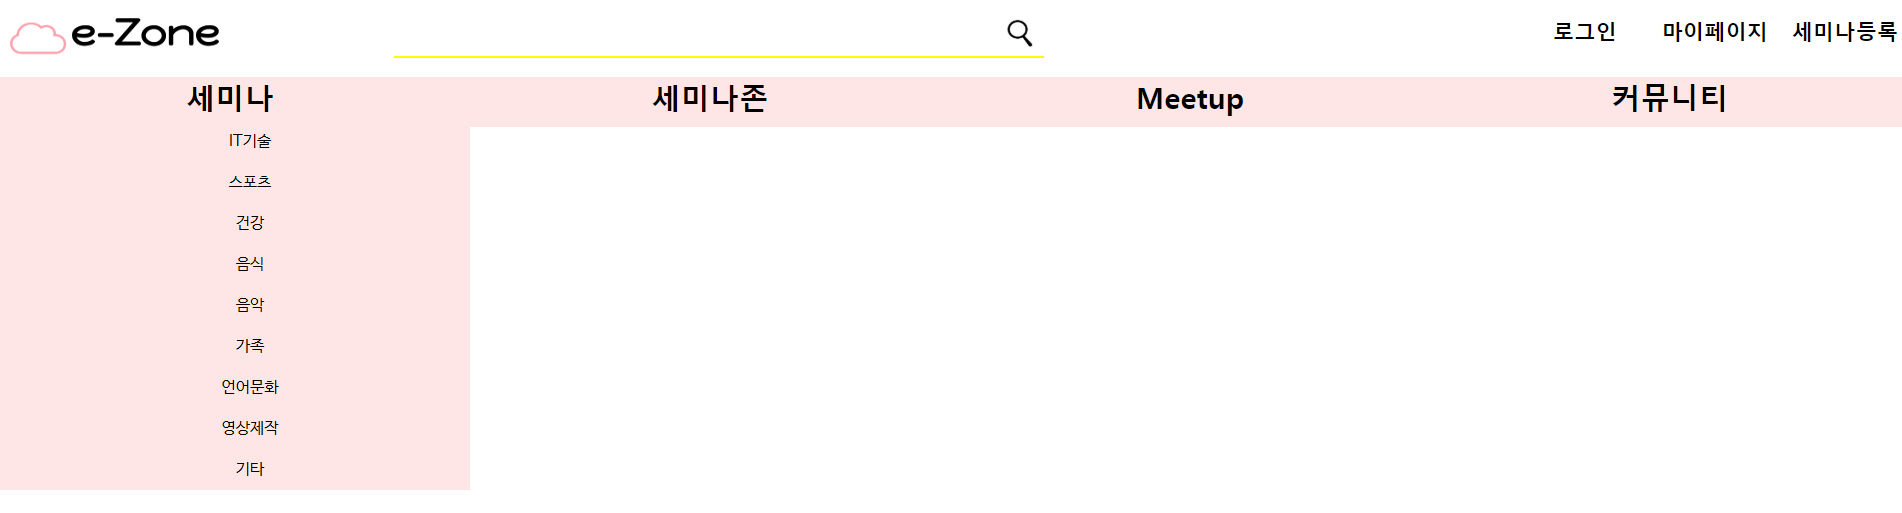 e-Zone
로그인 마이페이지 세미나등록
세미나 세미나존 Meetup 커뮤니티
IT기술
스포츠
건강
음식
음악
가족
언어문화
영상제작
기타